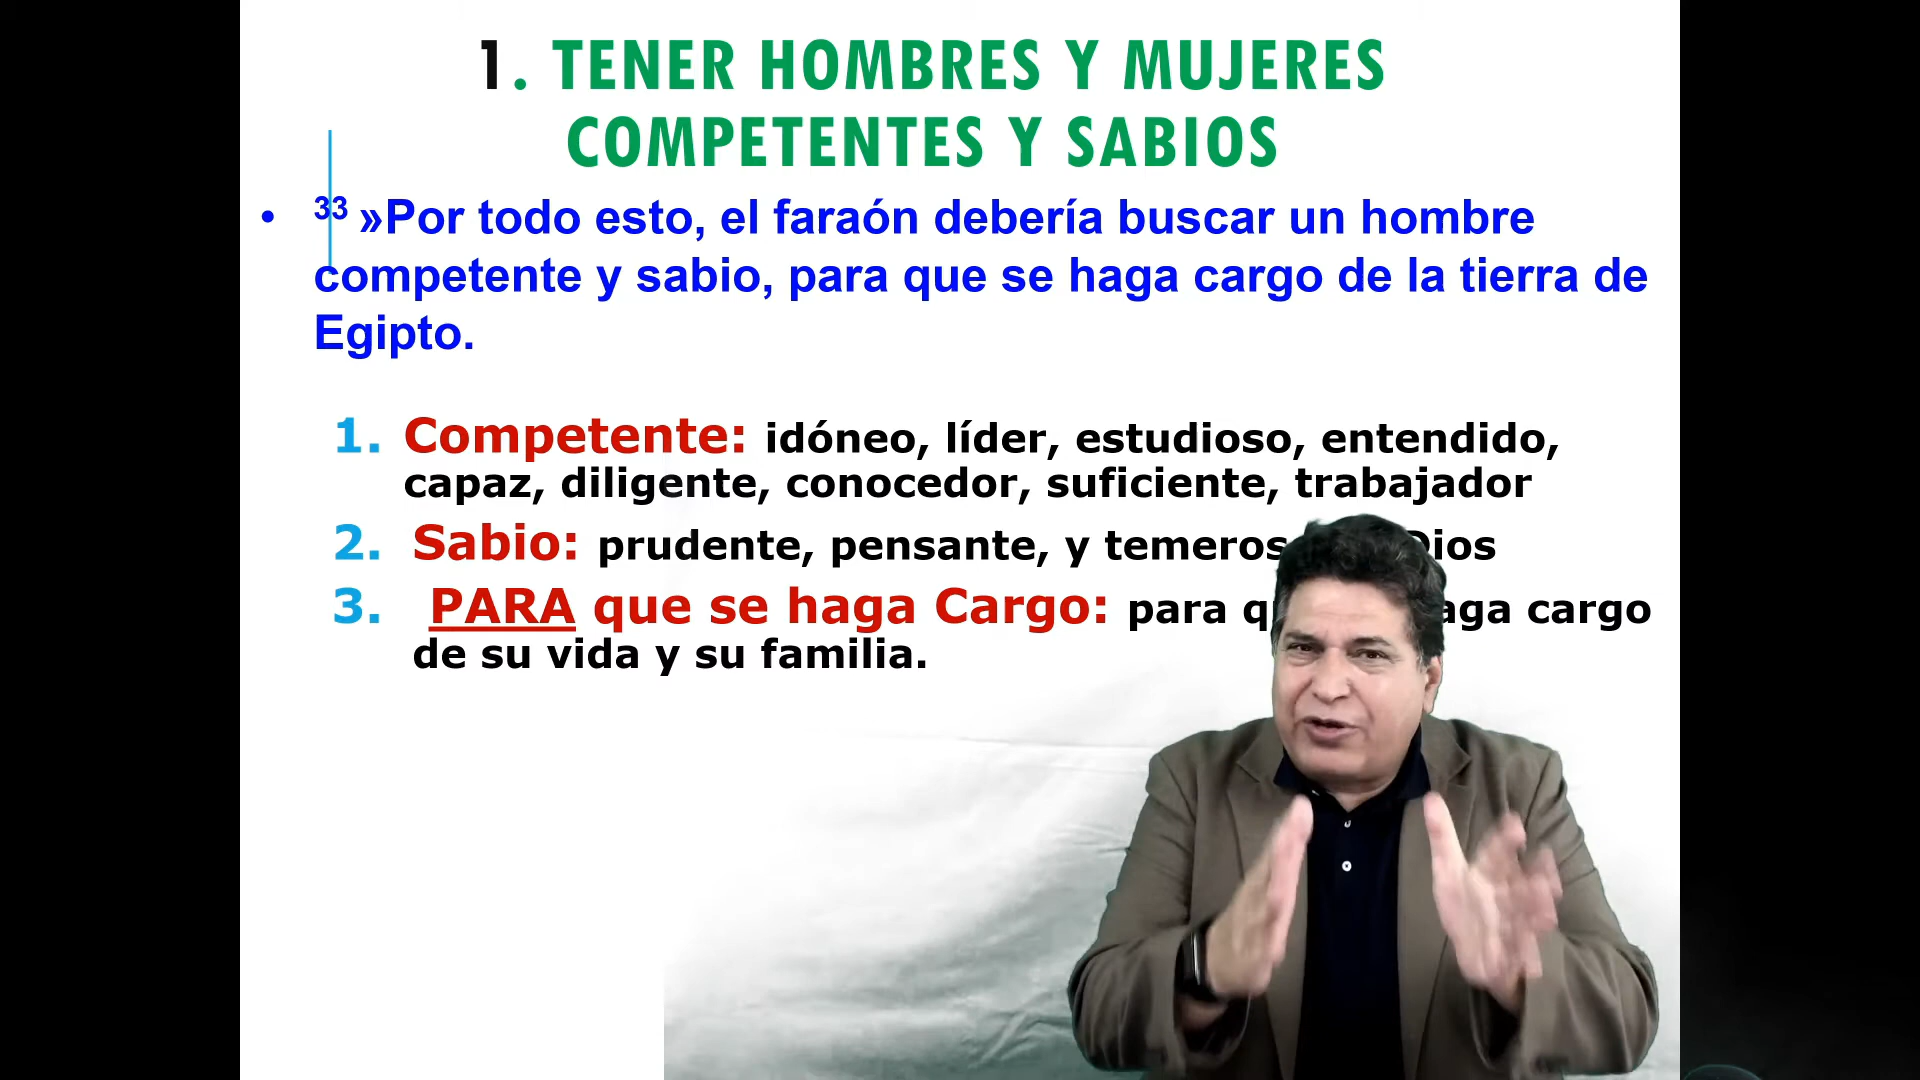 1. TENER HOMBRES Y MUJERES
COMPETENTES Y SABIOS
• 33 »Por todo esto, el faraón debería buscar un hombre
competente y sabio, para que se haga cargo de la tierra de
Egipto.
1. Competente: idóneo, líder, estudioso, entendido,
capaz, diligente, conocedor, suficiente, trabajador
2. Sabio: prudente, pensante, y Dios
3. PARA que se haga Cargo: para cargo
de su vida y su familia.